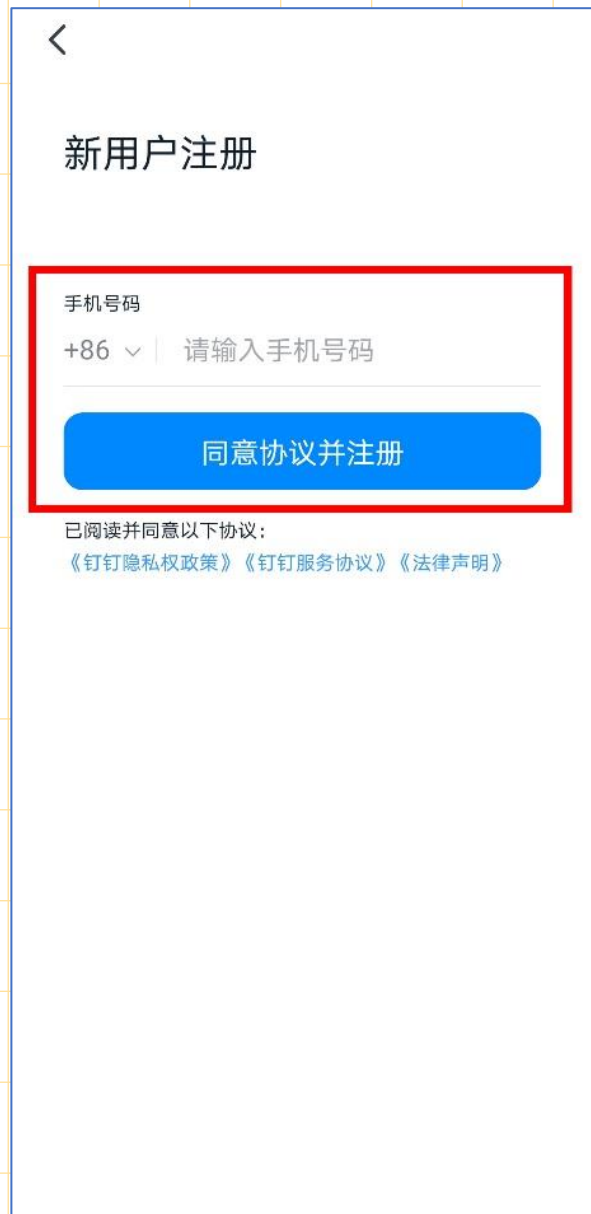 新用户注册
手机号码
+86 请输入手机号码
同意协议并注册
已阅读并同意以下协议：
《钉钉隐私权政策》《钉钉服务协议》《法律声明》